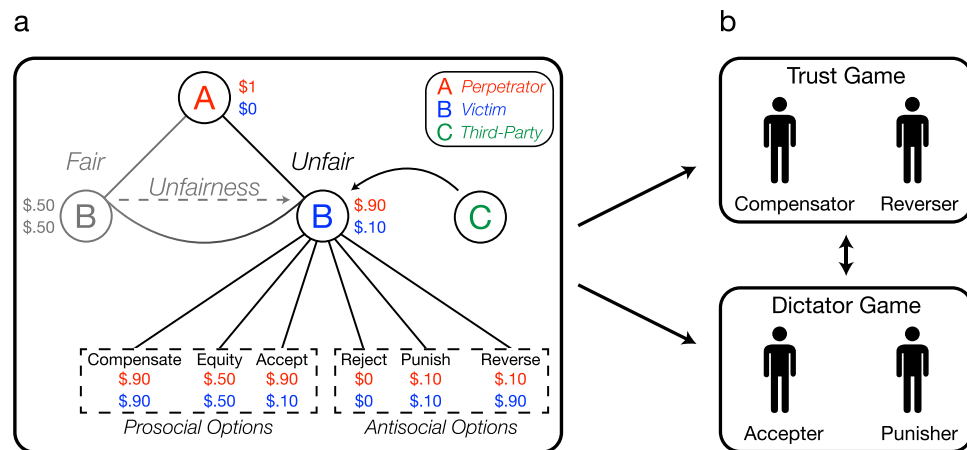 a
b
A
$1
$0
A Perpetrator
B Victim
C Third-Party
Fair
Unfair
Unfairness
$.50
$.50
B
B
$.90
$.10
C
Compensate Equity Accept Reject Punish Reverse
$.90 $.50 $.90 $0 $.10 $.10
$.90 $.50 $.10 $0 $.10 $.90
Prosocial Options Antisocial Options
Trust Game
Compensator Reverser
Dictator Game
Accepter Punisher